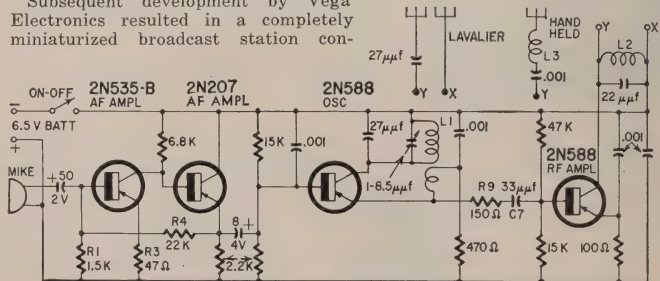 Subsequent development by Vega
Electronics resulted in a completely
miniaturized broadcast station con-
27μμf
LAVALIER
Y
X
HAND
HELD
L3
.001
Y
Y
X
L2
22μμf
.001
ON-OFF
6.5 V BATT
2N535-B
AF AMPL
2N207
AF AMPL
2N588
OSC
6.8K
15K
.001
27μμf
L1
.001
1-8.5μμf
47K
2N588
RF AMPL
MIKE
+50
2V
R4
22K
8 +
4V
R9
150Ω
33μμf
C7
R1
1.5K
R3
47Ω
2.2K
470Ω
15K
100Ω